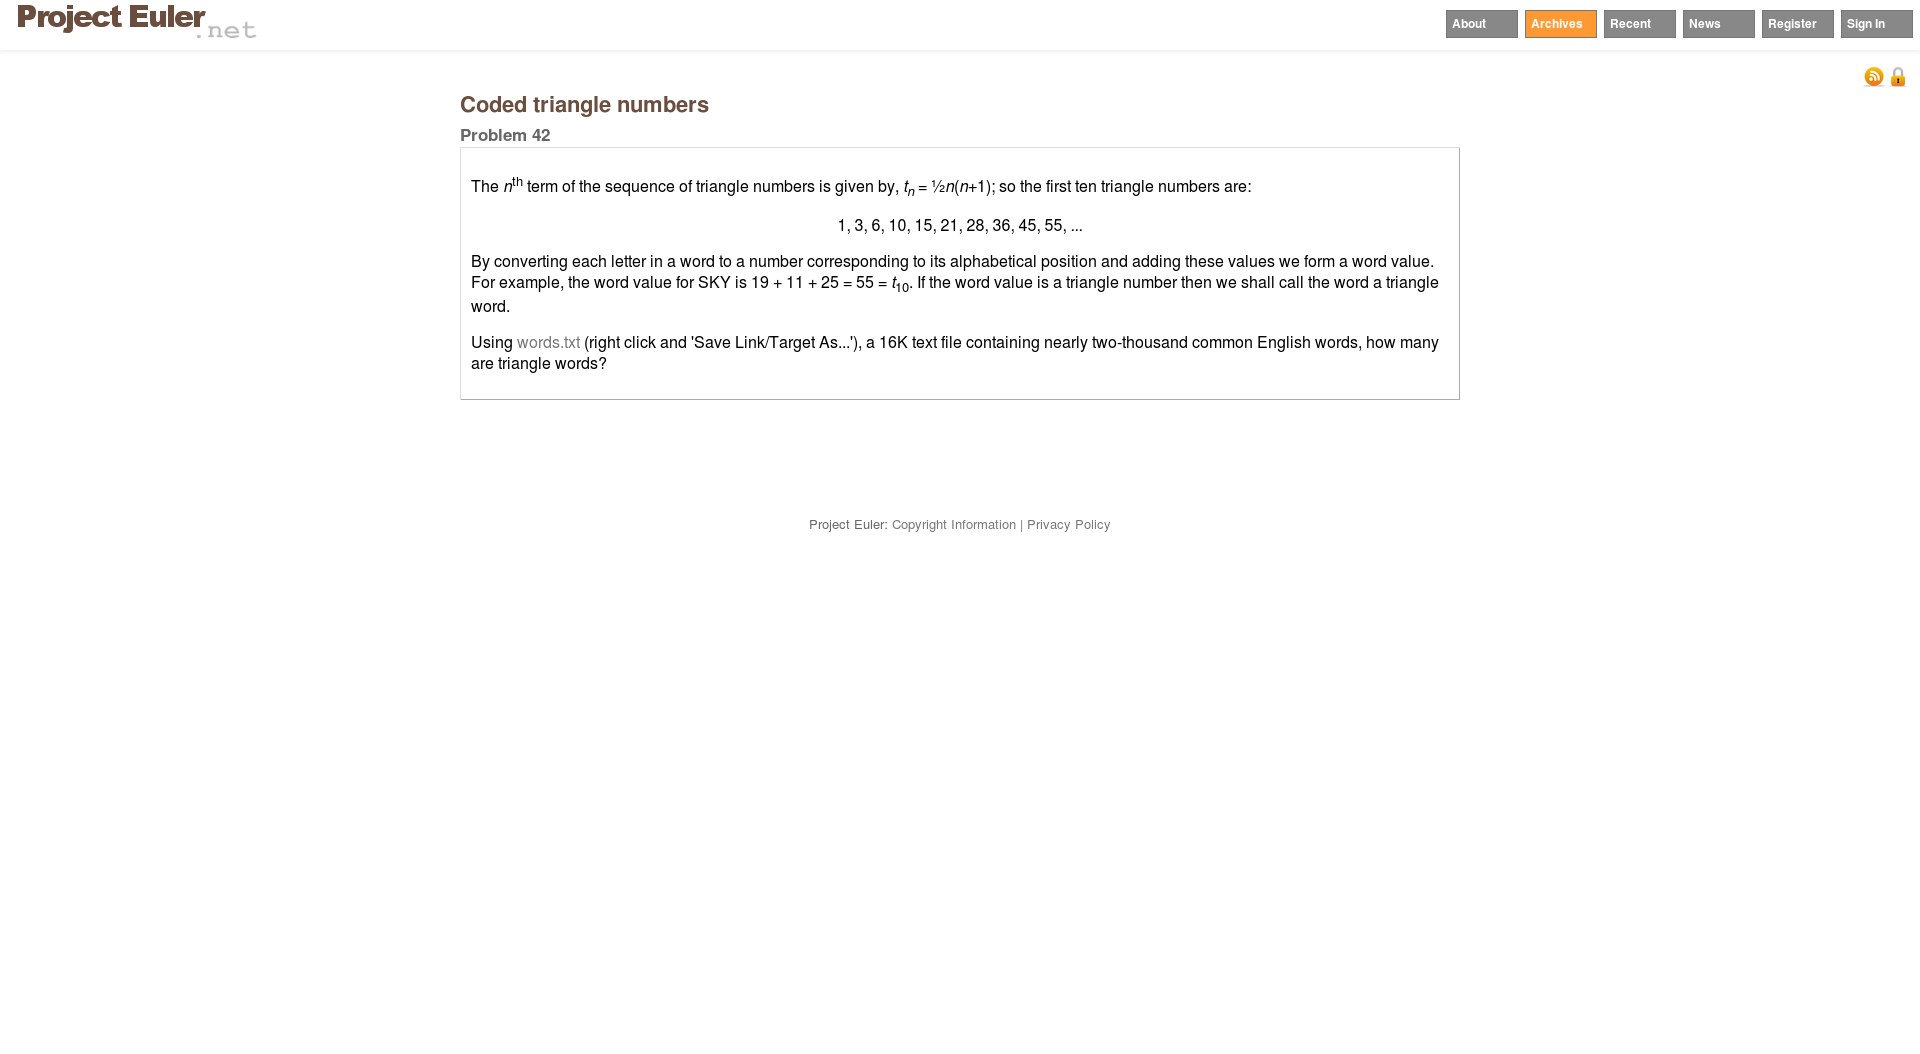 Project Euler
.net
About Archives Recent News Register Sign In
Coded triangle numbers
Problem 42
The nth term of the sequence of triangle numbers is given by, tn = ½n(n+1); so the first ten triangle numbers are:
1, 3, 6, 10, 15, 21, 28, 36, 45, 55, ...
By converting each letter in a word to a number corresponding to its alphabetical position and adding these values we form a word value.
For example, the word value for SKY is 19 + 11 + 25 = 55 = t10. If the word value is a triangle number then we shall call the word a triangle
word.
Using words.txt (right click and 'Save Link/Target As...'), a 16K text file containing nearly two-thousand common English words, how many
are triangle words?
Project Euler: Copyright Information | Privacy Policy